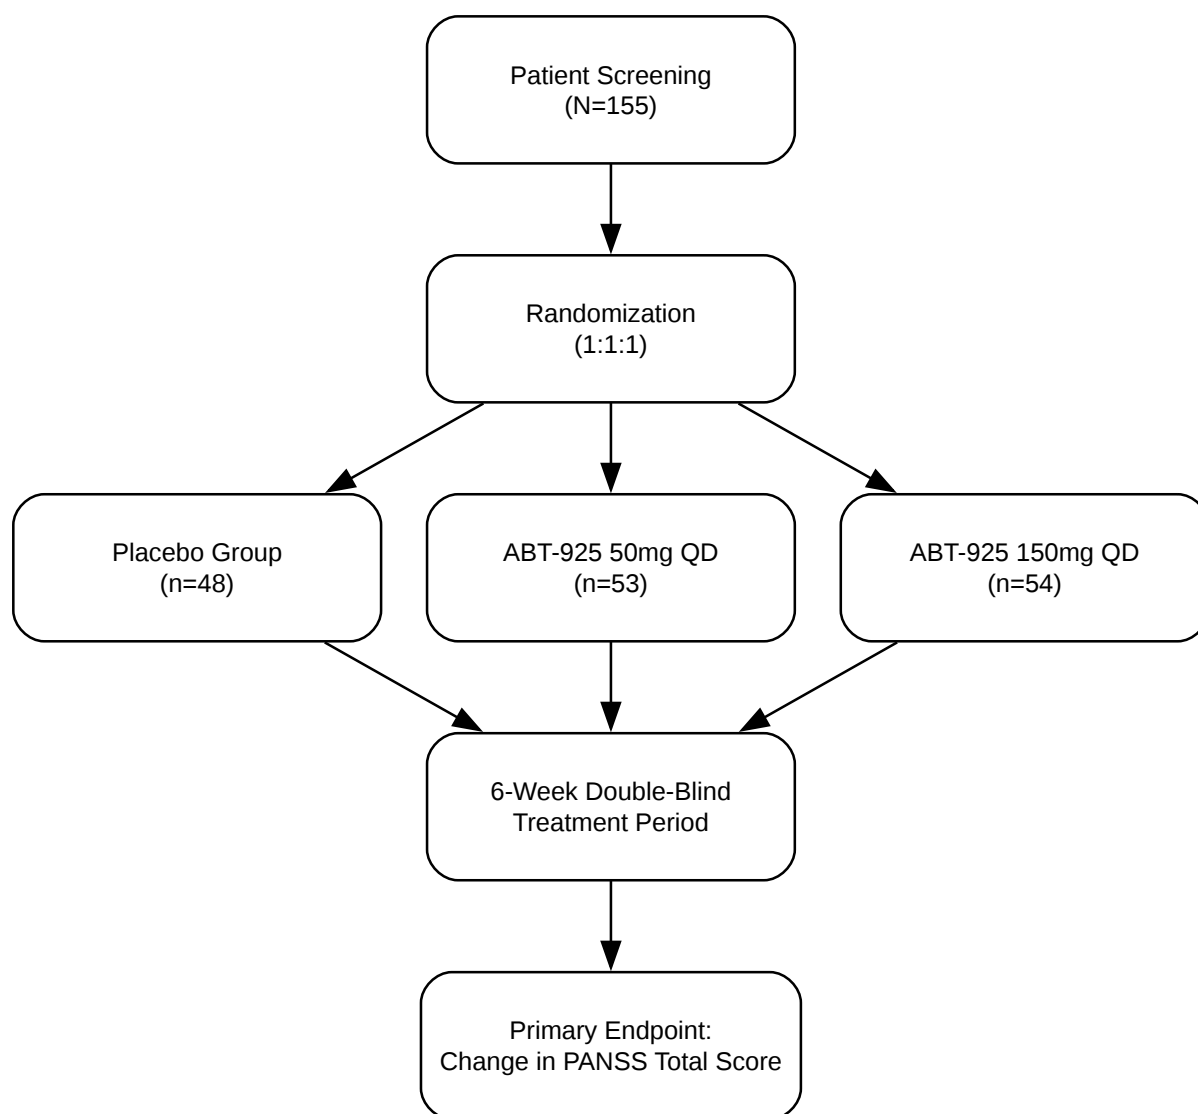 Patient Screening
(N=155)
Randomization
(1:1:1)
Placebo Group
(n=48)
ABT-925 50mg QD
(n=53)
ABT-925 150mg QD
(n=54)
6-Week Double-Blind
Treatment Period
Primary Endpoint:
Change in PANSS Total Score